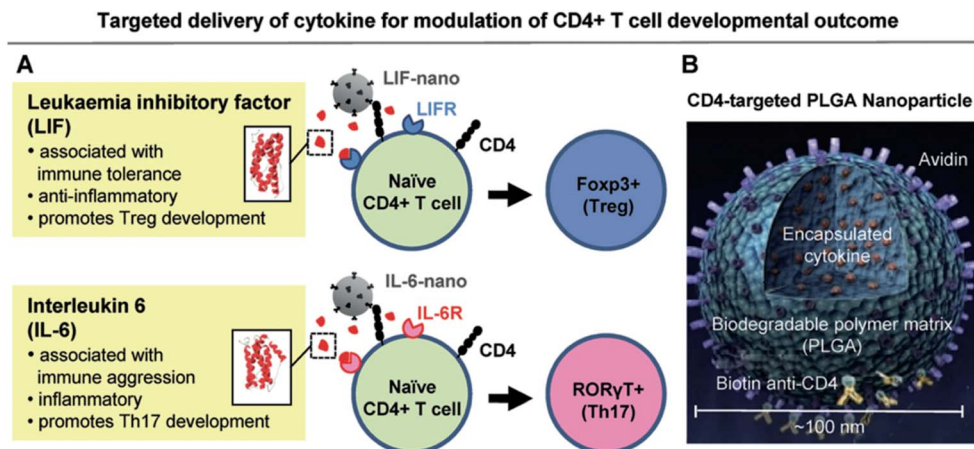 Targeted delivery of cytokine for modulation of CD4+ T cell developmental outcome
A
Leukaemia inhibitory factor
(LIF)
• associated with
immune tolerance
• anti-inflammatory
• promotes Treg development
LIF-nano
LIFR
CD4
Naïve
CD4+ T cell
Foxp3+
(Treg)
Interleukin 6
(IL-6)
• associated with
immune aggression
• inflammatory
• promotes Th17 development
IL-6-nano
IL-6R
CD4
Naïve
CD4+ T cell
RORγT+
(Th17)
B
CD4-targeted PLGA Nanoparticle
Avidin
Encapsulated
cytokine
Biodegradable polymer matrix
(PLGA)
Biotin anti-CD4
~100 nm